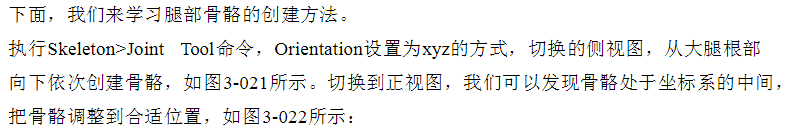 下面，我们来学习腿部骨骼的创建方法。
执行Skeleton>Joint Tool命令，Orientation设置为xyz的方式，切换的侧视图，从大腿根部
向下依次创建骨骼，如图3-021所示。切换到正视图，我们可以发现骨骼处于坐标系的中间，
把骨骼调整到合适位置，如图3-022所示：